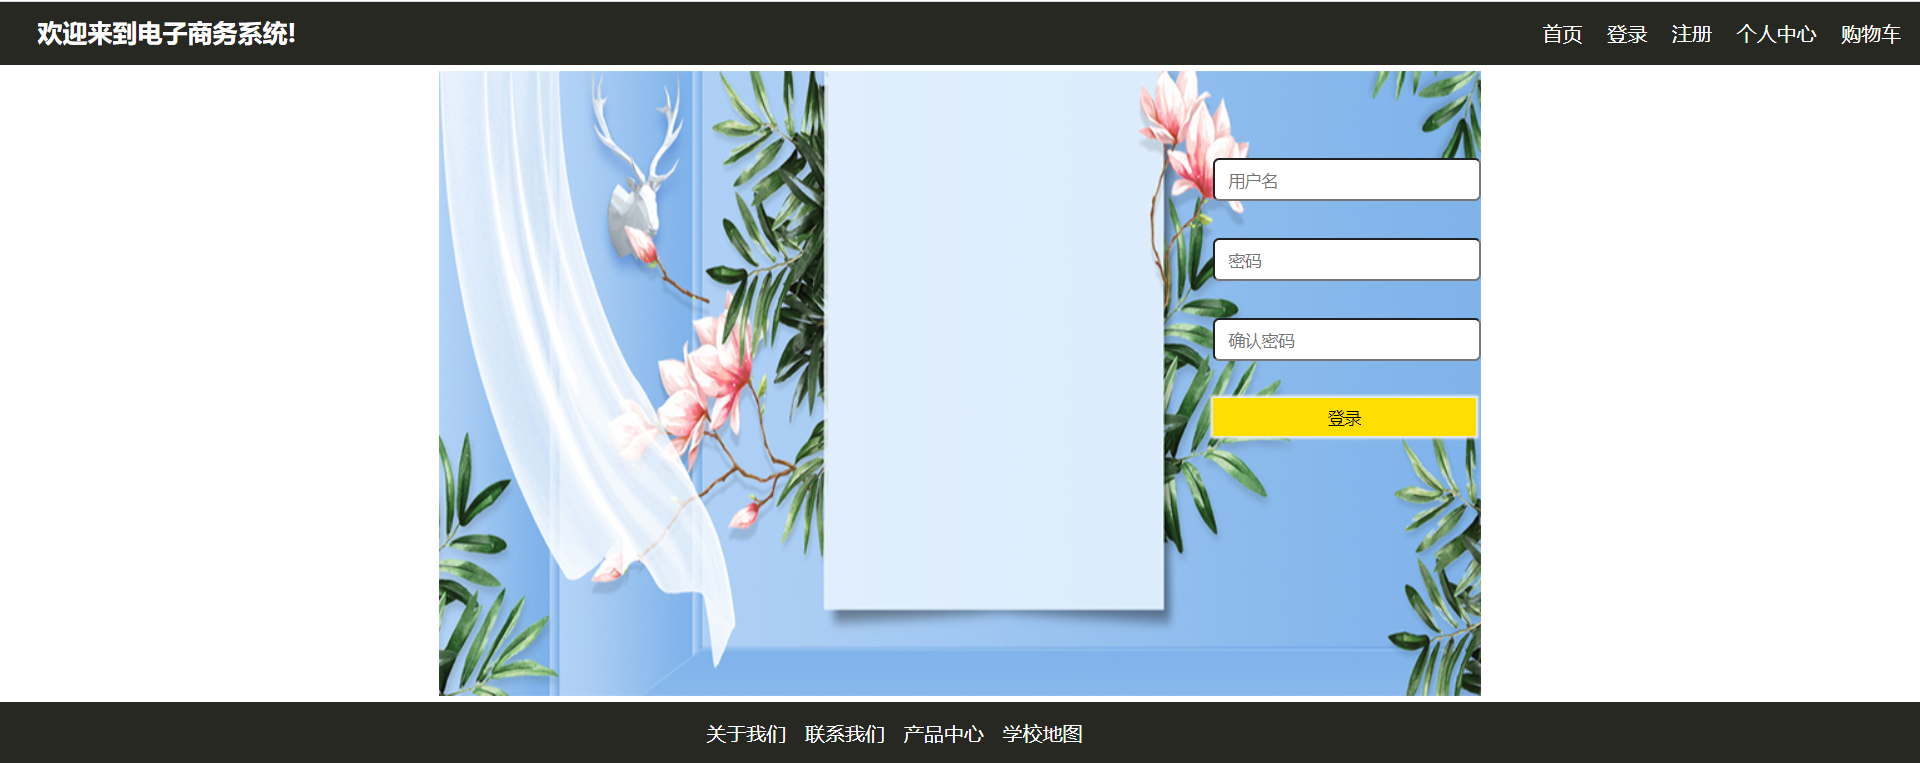 欢迎来到电子商务系统!
首页 登录 注册 个人中心 购物车
用户名
密码
确认密码
登录
关于我们 联系我们 产品中心 学校地图